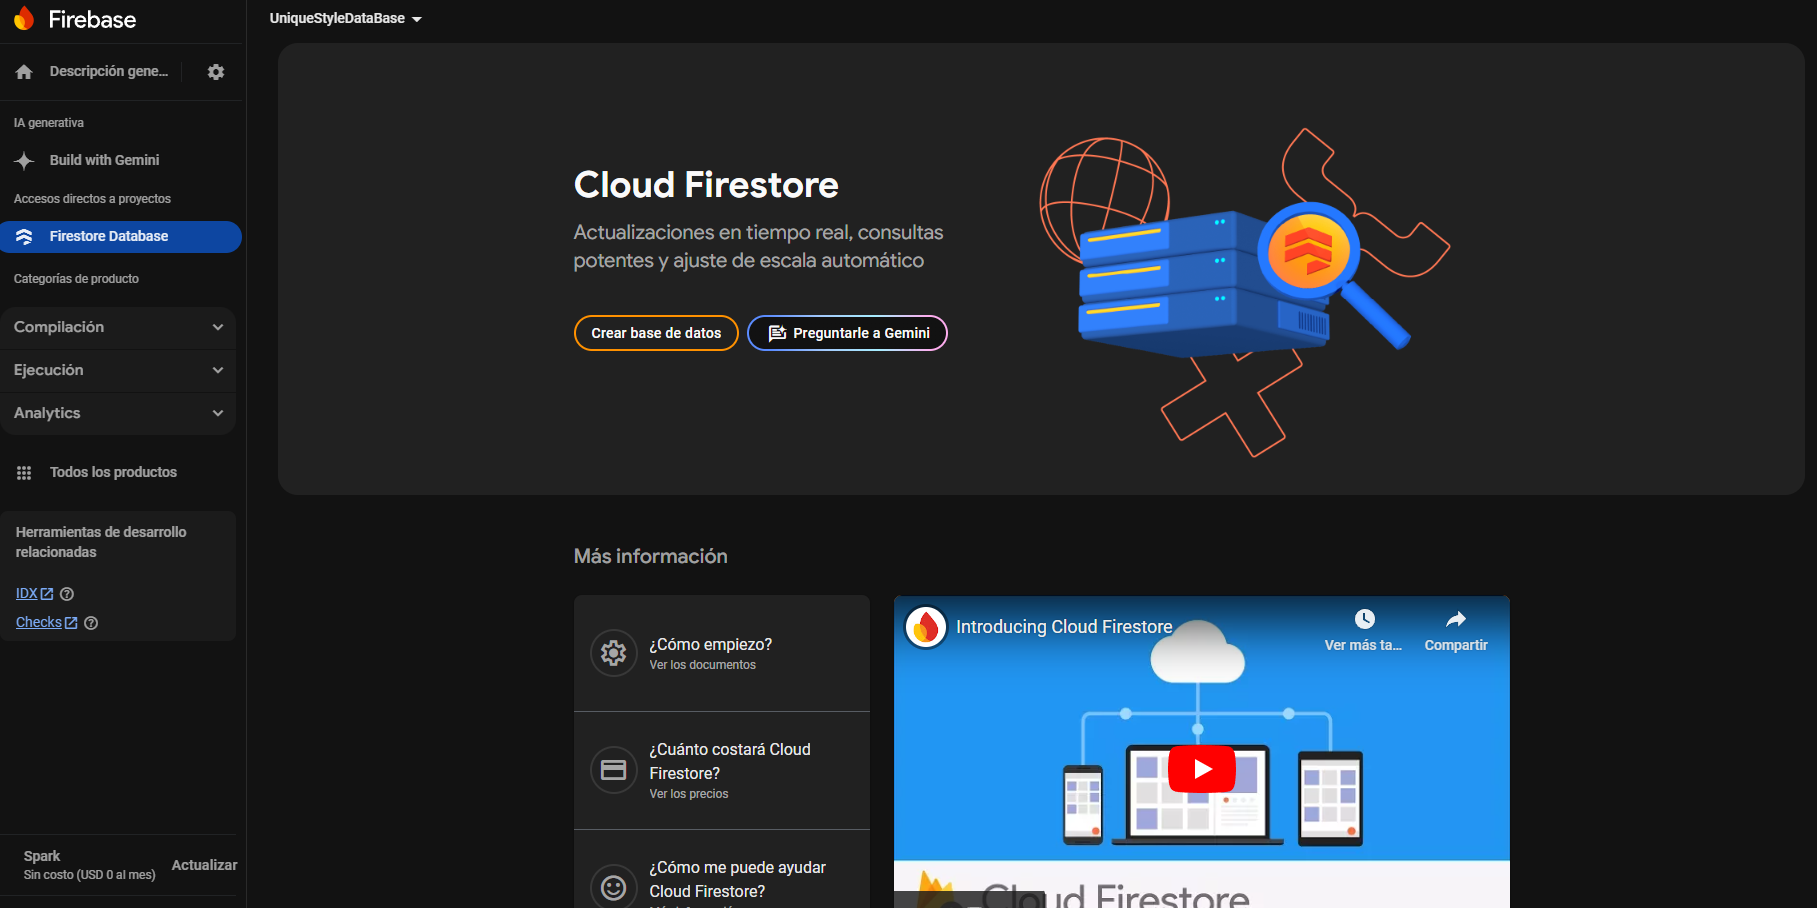 Firebase
UniqueStyleDataBase
Descripción gene...
IA generativa
Build with Gemini
Accesos directos a proyectos
Firestore Database
Categorías de producto
Compilación
Ejecución
Analytics
Todos los productos
Herramientas de desarrollo
relacionadas
IDX
Checks
Spark
Sin costo (USD 0 al mes)
Actualizar
Cloud Firestore
Actualizaciones en tiempo real, consultas
potentes y ajuste de escala automático
Crear base de datos
Preguntarle a Gemini
Más información
¿Cómo empiezo?
Ver los documentos
¿Cuánto costará Cloud
Firestore?
Ver los precios
¿Cómo me puede ayudar
Cloud Firestore?
Introducing Cloud Firestore
Ver más ta...
Compartir
Cloud Firestore